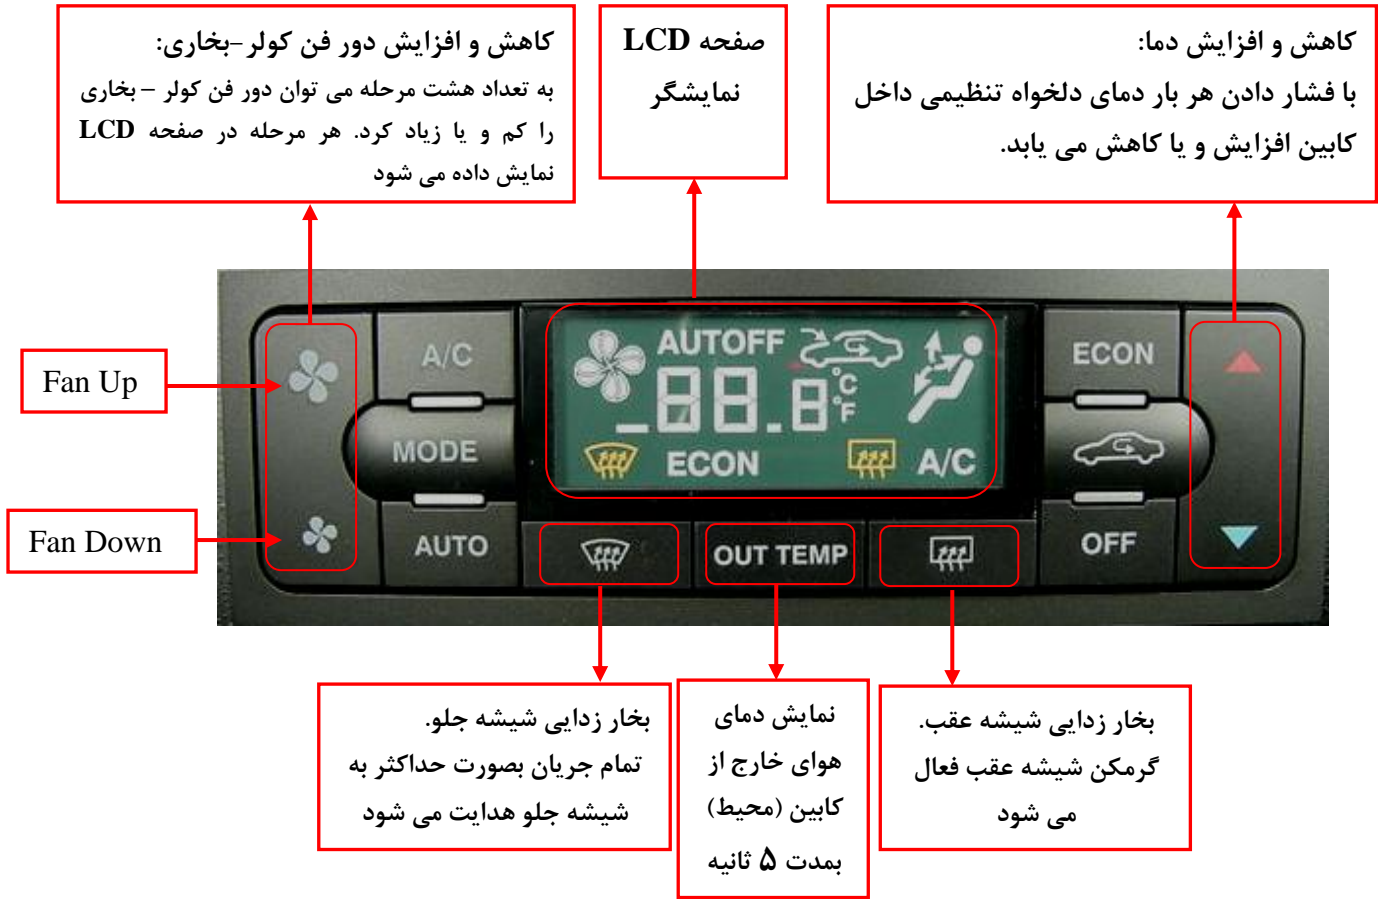 کاهش و افزایش دور فن کولر –بخاری:
به تعداد هشت مرحله می توان دور فن کولر – بخاری
را کم و یا زیاد کرد. هر مرحله در صفحه LCD
نمایش داده می شود
صفحه LCD
نمایشگر
کاهش و افزایش دما:
با فشار دادن هر بار دمای دلخواه تنظیمی داخل
کابین افزایش و یا کاهش می یابد.
Fan Up
Fan Down
A/C
MODE
AUTO
AUTOFF
-88.8°C
°F
ECON
A/C
ECON
OFF
OUT TEMP
بخار زدایی شیشه جلو.
تمام جریان بصورت حداکثر به
شیشه جلو هدایت می شود
نمایش دمای
هوای خارج از
کابین (محیط)
بمدت ۵ ثانیه
بخار زدایی شیشه عقب.
گرمکن شیشه عقب فعال
می شود